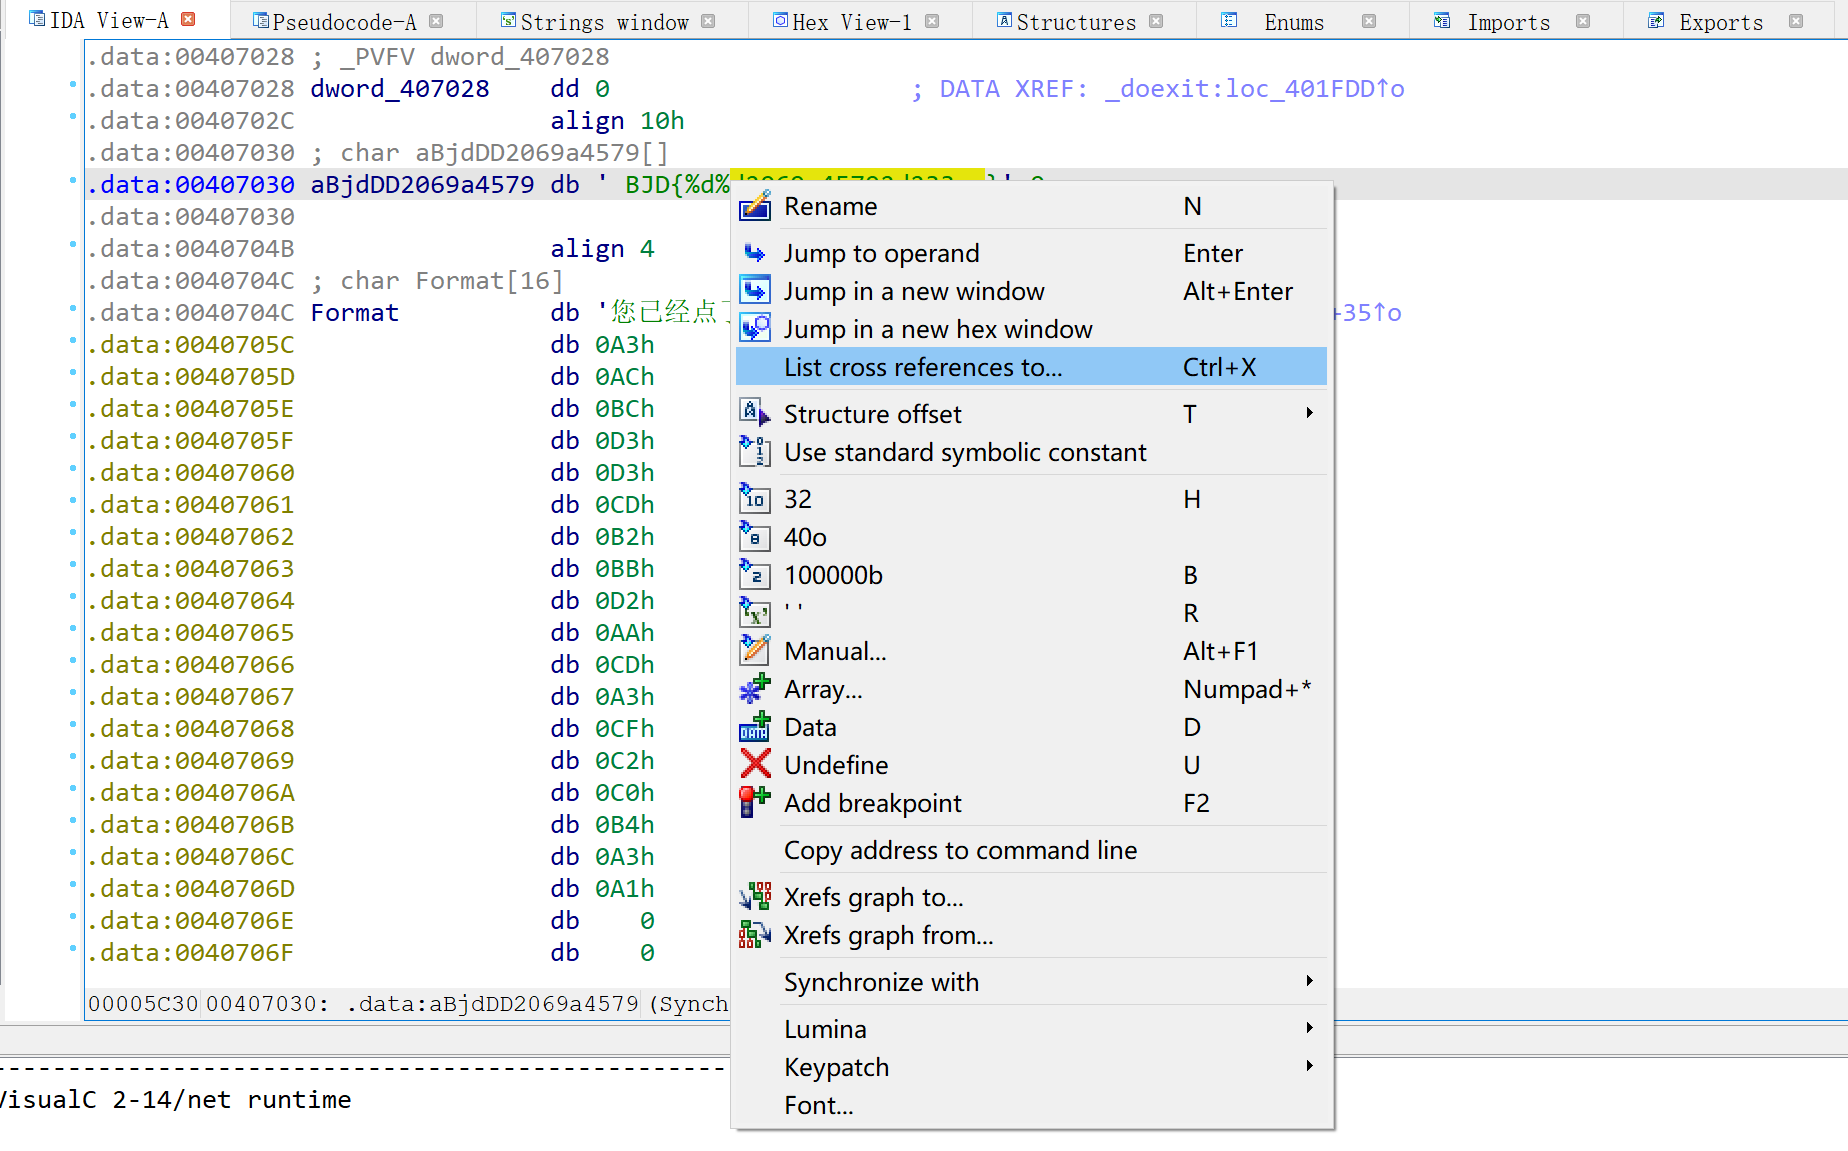 IDA View-A Pseudocode-A Strings window Hex View-1 Structures Enums Imports Exports
.data:00407028 ; _PVFV dword_407028
.data:00407028 dword_407028 dd 0 ; DATA XREF: _doexit:loc_401FDD↑o
.data:0040702C align 10h
.data:00407030 ; char aBjdDD2069a4579[]
.data:00407030 aBjdDD2069a4579 db ' BJD{%d%
.data:00407030
.data:0040704B align 4
.data:0040704C ; char Format[16]
.data:0040704C Format db '您已经点 +35↑o
.data:0040705C db 0A3h
.data:0040705D db 0ACh
.data:0040705E db 0BCh
.data:0040705F db 0D3h
.data:00407060 db 0D3h
.data:00407061 db 0CDh
.data:00407062 db 0B2h
.data:00407063 db 0BBh
.data:00407064 db 0D2h
.data:00407065 db 0AAh
.data:00407066 db 0CDh
.data:00407067 db 0A3h
.data:00407068 db 0CFh
.data:00407069 db 0C2h
.data:0040706A db 0C0h
.data:0040706B db 0B4h
.data:0040706C db 0A3h
.data:0040706D db 0A1h
.data:0040706E db 0
.data:0040706F db 0
00005C30 00407030: .data:aBjdDD2069a4579 (Synch
VisualC 2-14/net runtime
Rename N
Jump to operand Enter
Jump in a new window Alt+Enter
Jump in a new hex window
List cross references to... Ctrl+X
Structure offset T
Use standard symbolic constant
32 H
40o
100000b B
' ' R
Manual... Alt+F1
Array... Numpad+*
Data D
Undefine U
Add breakpoint F2
Copy address to command line
Xrefs graph to...
Xrefs graph from...
Synchronize with
Lumina
Keypatch
Font...